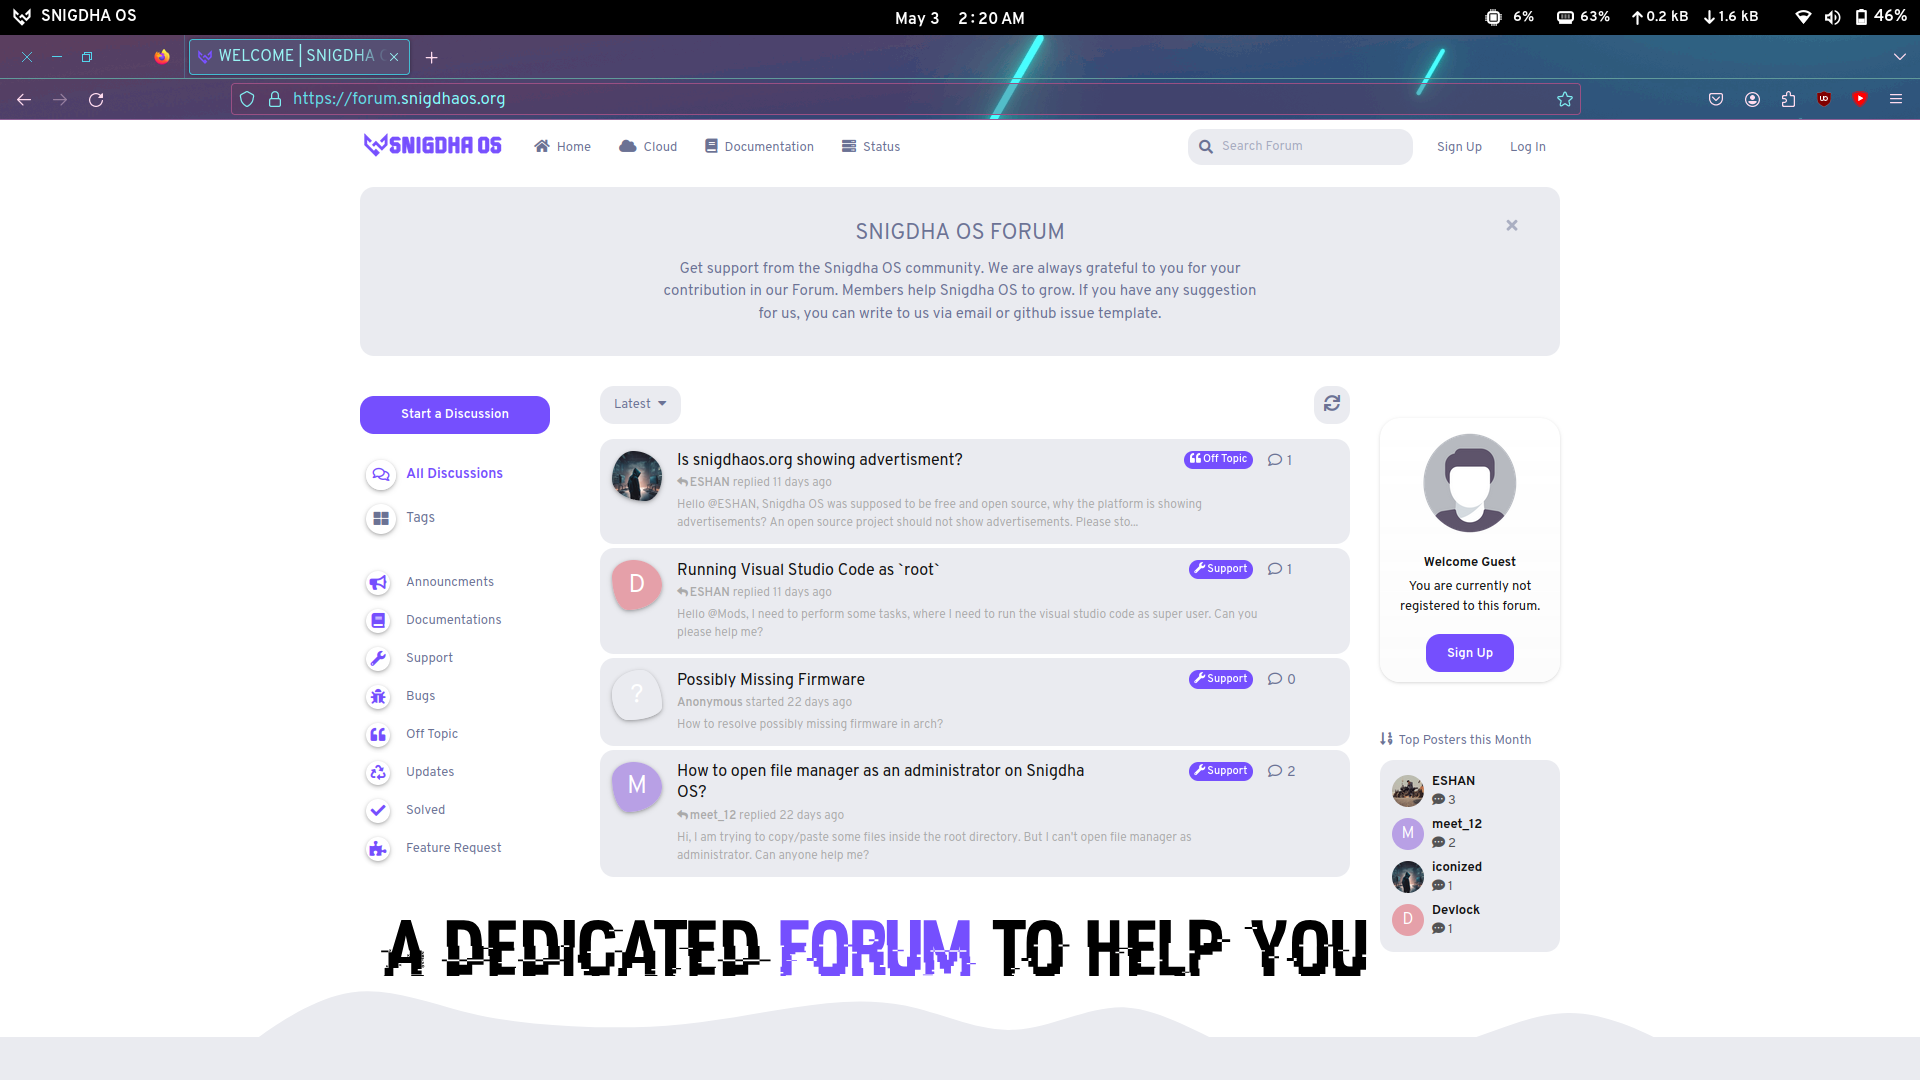 SNIGDHA OS
May 3 2:20 AM
6% 63% 0.2 kB 1.6 kB 46%
WELCOME | SNIGDHA
https://forum.snigdhaos.org
SNIGDHA OS
Home
Cloud
Documentation
Status
Search Forum
Sign Up
Log In
SNIGDHA OS FORUM
Get support from the Snigdha OS community. We are always grateful to you for your
contribution in our Forum. Members help Snigdha OS to grow. If you have any suggestion
for us, you can write to us via email or github issue template.
Start a Discussion
All Discussions
Tags
Announcments
Documentations
Support
Bugs
Off Topic
Updates
Solved
Feature Request
Latest
Is snigdhaos.org showing advertisment?
Off Topic
1
ESHAN replied 11 days ago
Hello @ESHAN, Snigdha OS was supposed to be free and open source, why the platform is showing
advertisements? An open source project should not show advertisements. Please sto...
D
Running Visual Studio Code as `root`
Support
1
ESHAN replied 11 days ago
Hello @Mods, I need to perform some tasks, where I need to run the visual studio code as super user. Can you
please help me?
?
Possibly Missing Firmware
Support
0
Anonymous started 22 days ago
How to resolve possibly missing firmware in arch?
M
How to open file manager as an administrator on Snigdha
OS?
Support
2
meet_12 replied 22 days ago
Hi, I am trying to copy/paste some files inside the root directory. But I can't open file manager as
administrator. Can anyone help me?
Welcome Guest
You are currently not
registered to this forum.
Sign Up
Top Posters this Month
ESHAN
3
M
meet_12
2
iconized
1
D
Devlock
1
A DEDICATED FORUM TO HELP YOU